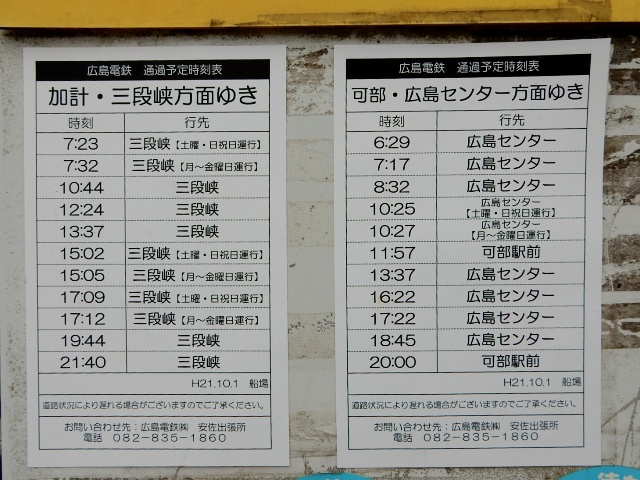 広島電鉄 通過予定時刻表
加計・三段峡方面ゆき
時刻 行先
7:23 三段峡【土曜・日祝日運行】
7:32 三段峡【月～金曜日運行】
10:44 三段峡
12:24 三段峡
13:37 三段峡
15:02 三段峡【土曜・日祝日運行】
15:05 三段峡【月～金曜日運行】
17:09 三段峡【土曜・日祝日運行】
17:12 三段峡【月～金曜日運行】
19:44 三段峡
21:40 三段峡
H21.10.1 船場
道路状況により遅れる場合がございますのでご了承ください。
お問い合わせ先：広島電鉄㈱ 安佐出張所
電話 082-835-1860
広島電鉄 通過予定時刻表
可部・広島センター方面ゆき
時刻 行先
6:29 広島センター
7:17 広島センター
8:32 広島センター
10:25 広島センター
【土曜・日祝日運行】
10:27 広島センター
【月～金曜日運行】
11:57 可部駅前
13:37 広島センター
16:22 広島センター
17:22 広島センター
18:45 広島センター
20:00 可部駅前
H21.10.1 船場
道路状況により遅れる場合がございますのでご了承ください。
お問い合わせ先：広島電鉄㈱ 安佐出張所
電話 082-835-1860